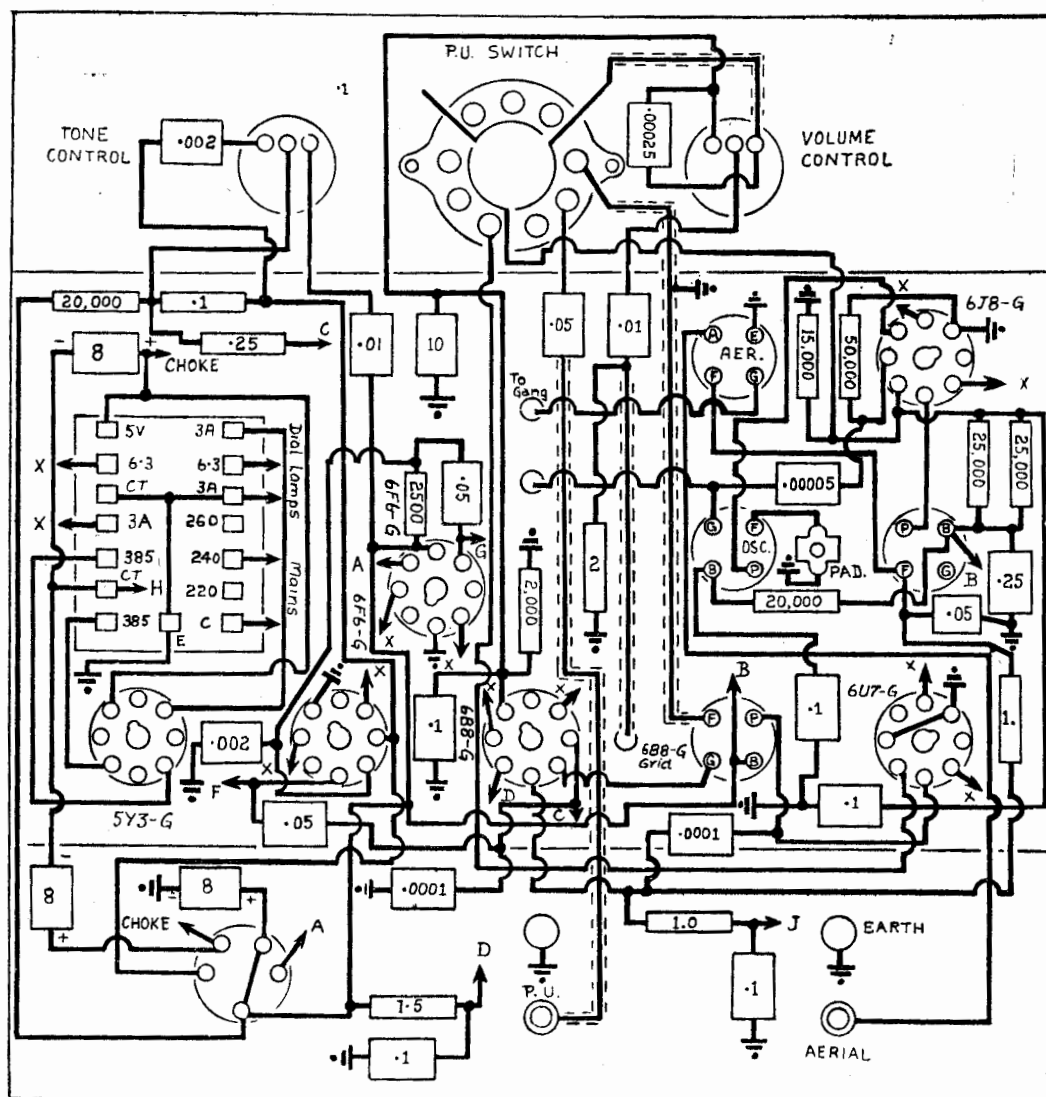 P.U. SWITCH
.1
TONE
CONTROL
.002
.00025
VOLUME
CONTROL
20,000
.1
.25
C
- 8 +
CHOKE
.01
10
.05
.01
To
Gang
A
E
AER.
F
G
15,000
50,000
X
6J8-G
X
25,000
25,000
5V
3A
Dial Lamps
X
6.3
6.3
CT
3A
X
3A
260
385
240
Mains
CT
H
220
385
C
E
2500
.05
6F6-G
A
G
X
X
2,000
2
.00005
G
F
OSC.
B
P
PAD.
20,000
P
B
F
G
B
.25
.05
5Y3-G
.002
6F6-G
X
X
F
.05
.1
6B8-G
X
X
D
C
6B8-G
Grid
B
F
P
G
B
.1
6U7-G
X
X
1.
.1
.0001
.0001
- 8 +
- 8 +
CHOKE
A
D
1.5
.1
P.U.
1.0
J
.1
EARTH
AERIAL